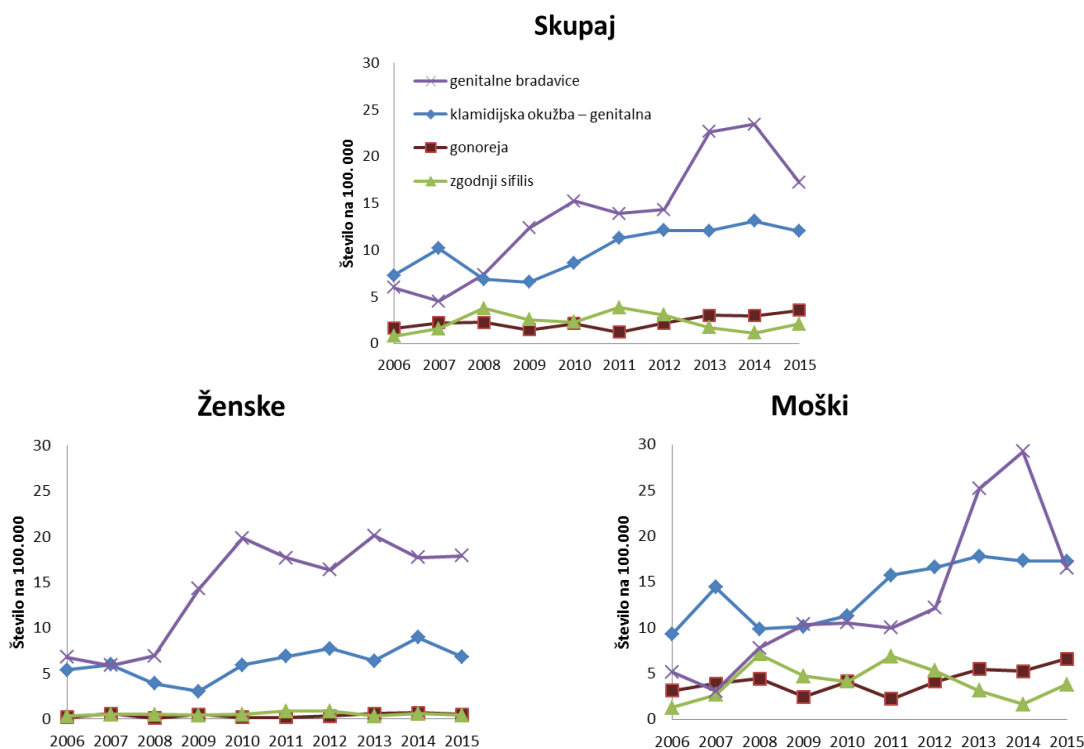 Skupaj
30
25
20
15
10
5
0
Število na 100. 000
genitalne bradavice
klamidijska okužba – genitalna
gonoreja
zgodnji sifilis
2006 2007 2008 2009 2010 2011 2012 2013 2014 2015
Ženske
30
25
20
15
10
5
0
Število na 100.000
2006 2007 2008 2009 2010 2011 2012 2013 2014 2015
Moški
30
25
20
15
10
5
0
Število na 100.000
2006 2007 2008 2009 2010 2011 2012 2013 2014 2015